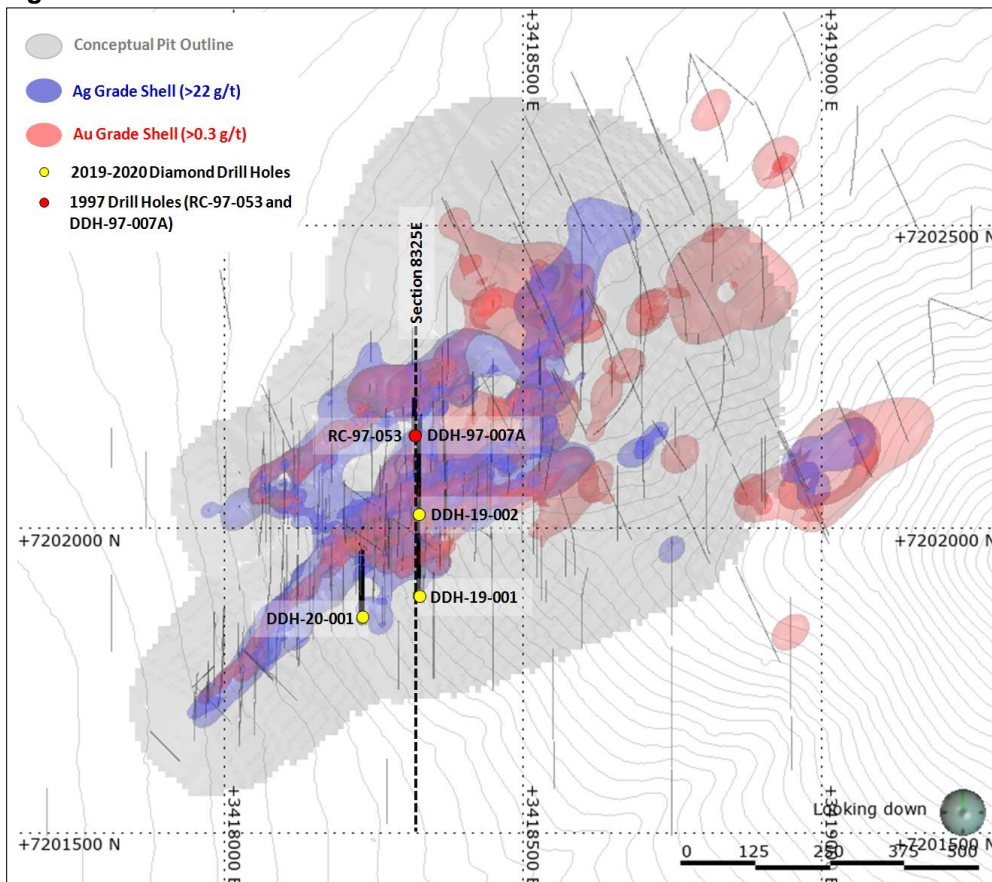 Conceptual Pit Outline
Ag Grade Shell (>22 g/t)
Au Grade Shell (>0.3 g/t)
2019-2020 Diamond Drill Holes
1997 Drill Holes (RC-97-053 and
DDH-97-007A)
+3418500 E
+3419000 E
+7202500 N
Section 8325E
RC-97-053
DDH-97-007A
DDH-19-002
+7202000 N
+7202000 N
DDH-19-001
DDH-20-001
+3418000 E
+3418500 E
+3419000 E
Looking down
+7201500 N
+7201500 N
0 125 250 375 500